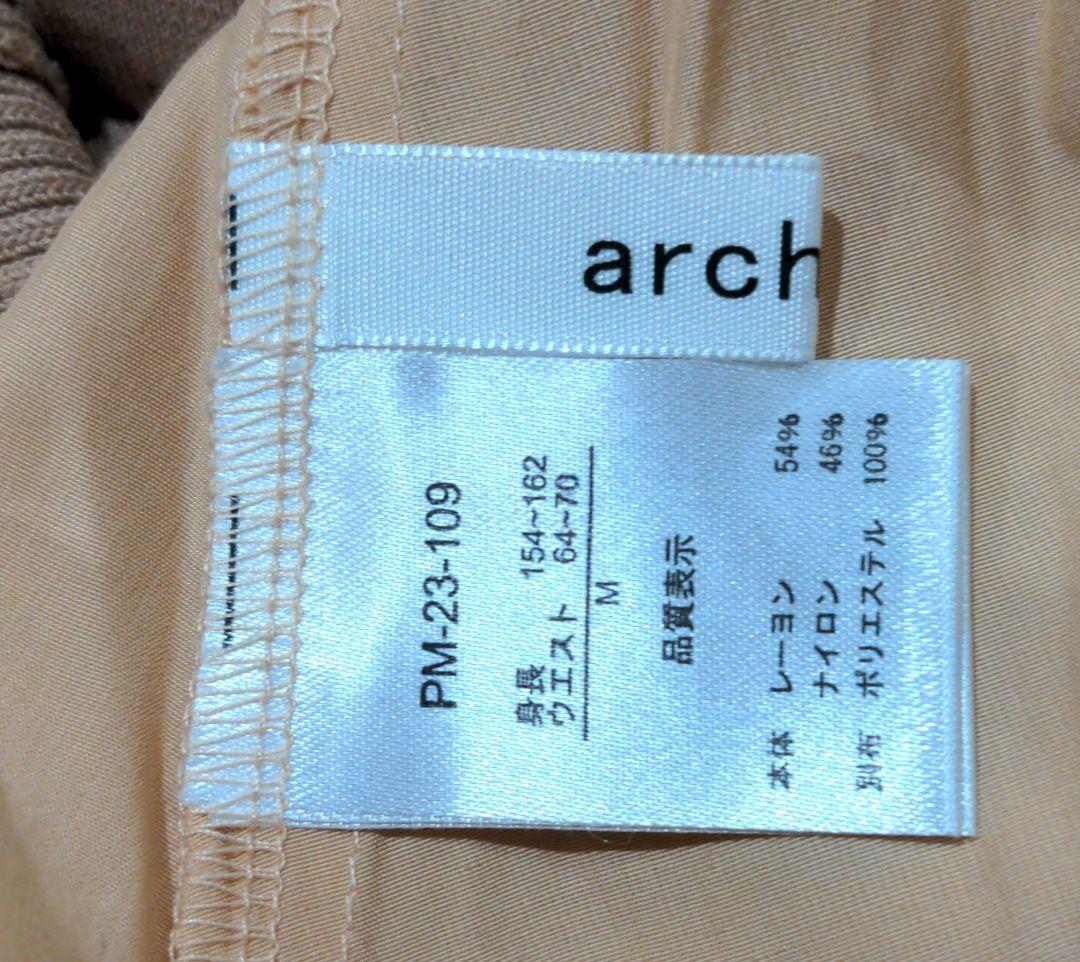 arch
PM-23-109
身長 154~162
ウエスト 64~70
M
品質表示
本体 レーヨン 54%
ナイロン 46%
別布 ポリエステル 100%